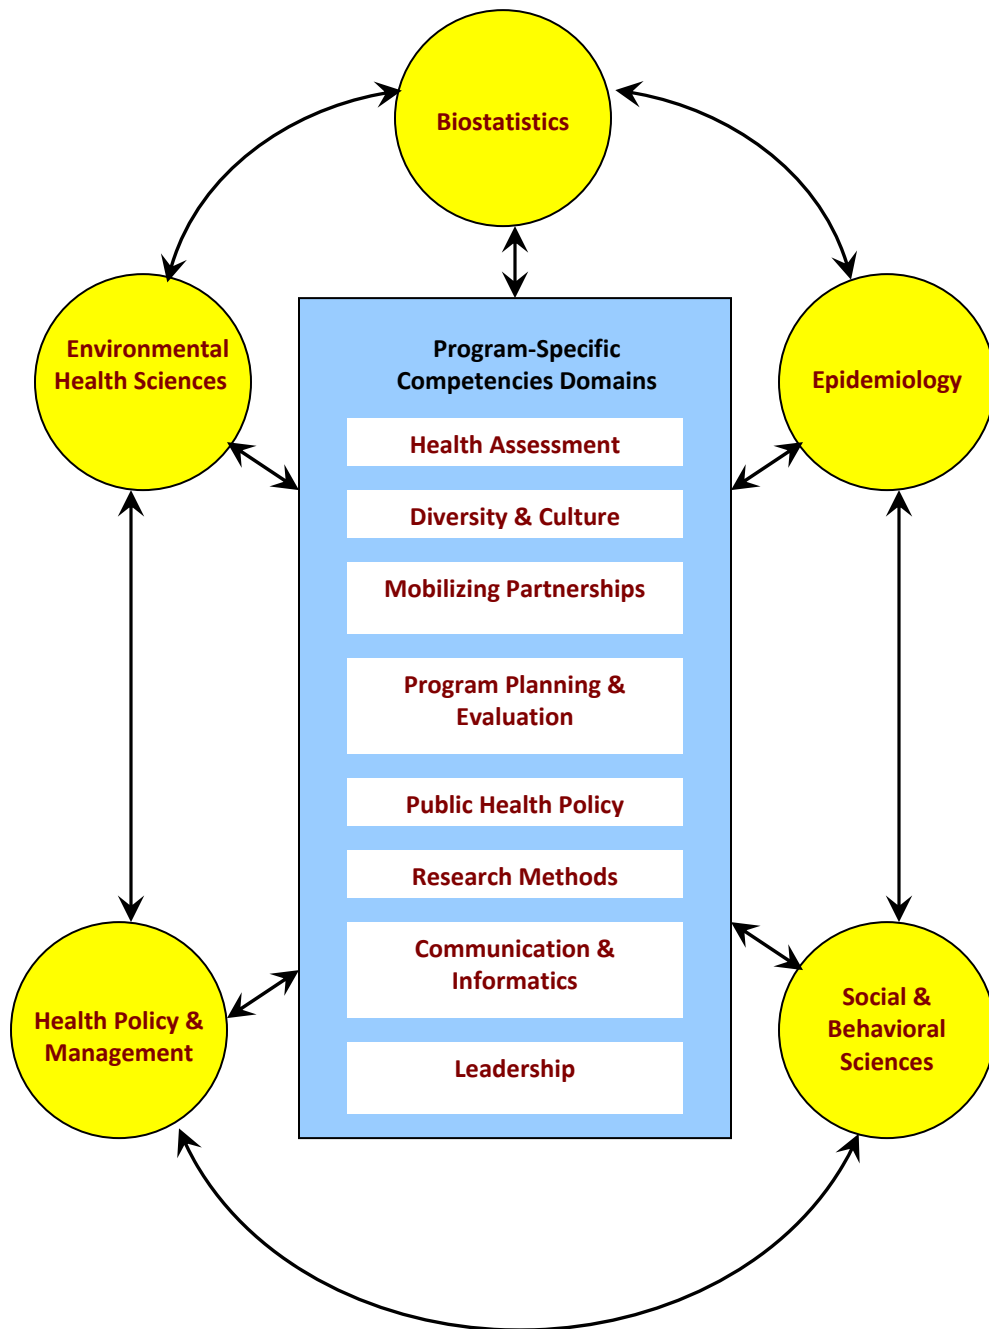 Biostatistics
Environmental
Health Sciences
Program-Specific
Competencies Domains
Epidemiology
Health Assessment
Diversity & Culture
Mobilizing Partnerships
Program Planning &
Evaluation
Public Health Policy
Research Methods
Communication &
Informatics
Leadership
Health Policy &
Management
Social &
Behavioral
Sciences